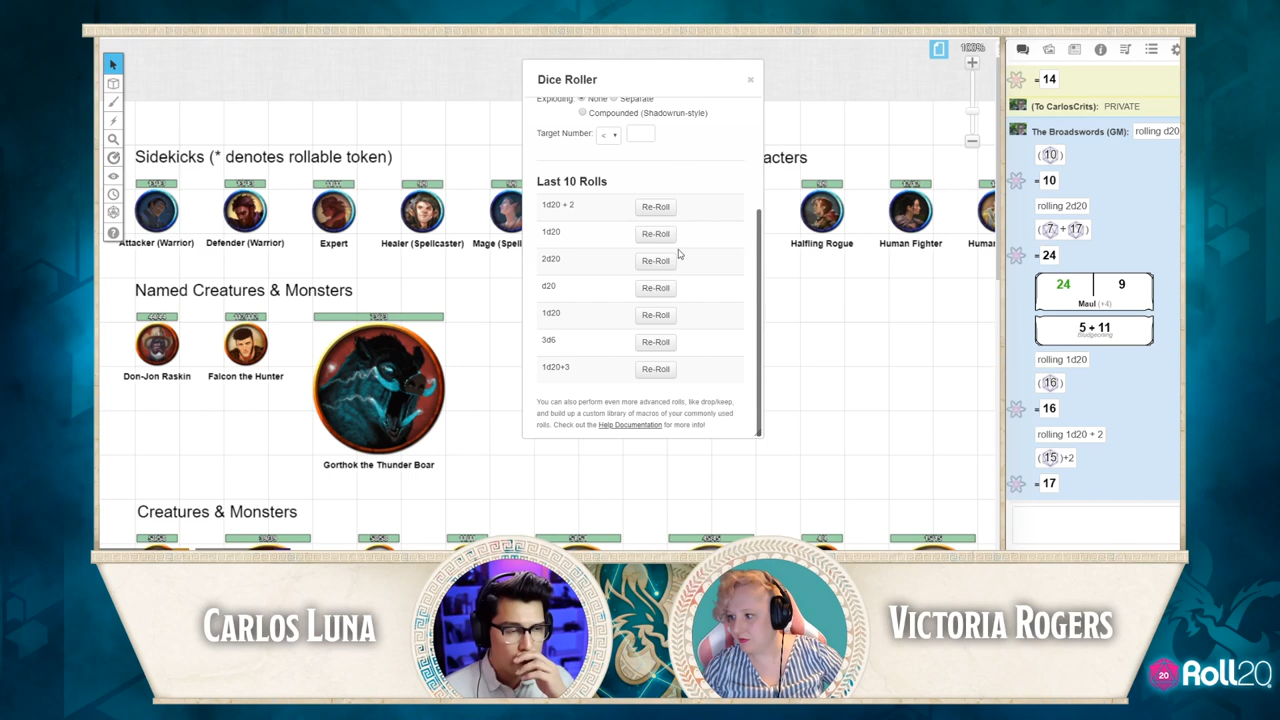 100%
Dice Roller
Exploding: None Separate
Compounded (Shadowrun-style)
Target Number: <
Last 10 Rolls
1d20 + 2 Re-Roll
1d20 Re-Roll
2d20 Re-Roll
d20 Re-Roll
1d20 Re-Roll
3d6 Re-Roll
1d20+3 Re-Roll
You can also perform even more advanced rolls, like drop/keep,
and build up a custom library of macros of your commonly used
rolls. Check out the Help Documentation for more info!
Sidekicks (* denotes rollable token)
acters
Attacker (Warrior)
Defender (Warrior)
Expert
Healer (Spellcaster)
Mage (Spell
Halfling Rogue
Human Fighter
Human
Named Creatures & Monsters
Don-Jon Raskin
Falcon the Hunter
Gorthok the Thunder Boar
Creatures & Monsters
= 14
(To CarlosCrits): PRIVATE
The Broadswords (GM): rolling d20
(10)
= 10
rolling 2d20
(7 + 17)
= 24
24 9
Maul (+4)
5 + 11
Bludgeoning
rolling 1d20
(16)
= 16
rolling 1d20 + 2
(15)+2
= 17
CARLOS LUNA
VICTORIA ROGERS
20 Roll20